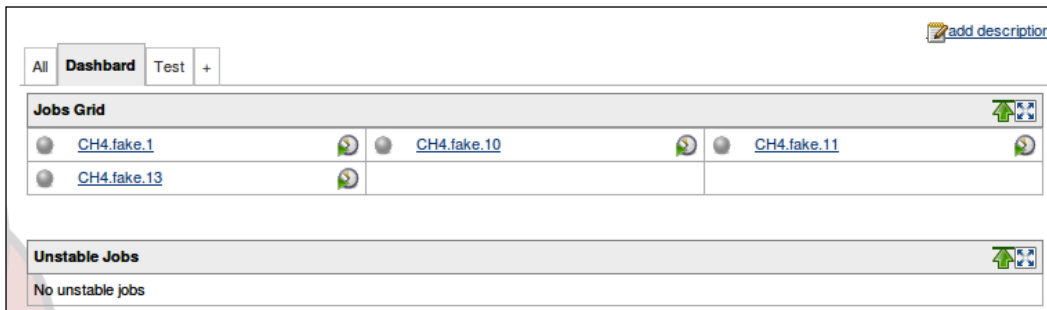 add description
All Dashbard Test +
Jobs Grid
CH4.fake.1 CH4.fake.10 CH4.fake.11
CH4.fake.13
Unstable Jobs
No unstable jobs